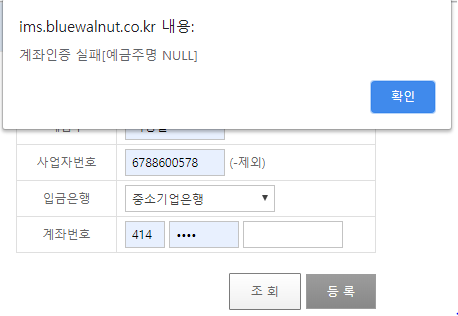 ims.bluewalnut.co.kr 내용:
계좌인증 실패[예금주명 NULL]
확인
사업자번호 6788600578 (-제외)
입금은행 중소기업은행
계좌번호 414 ••••
조 회 등 록